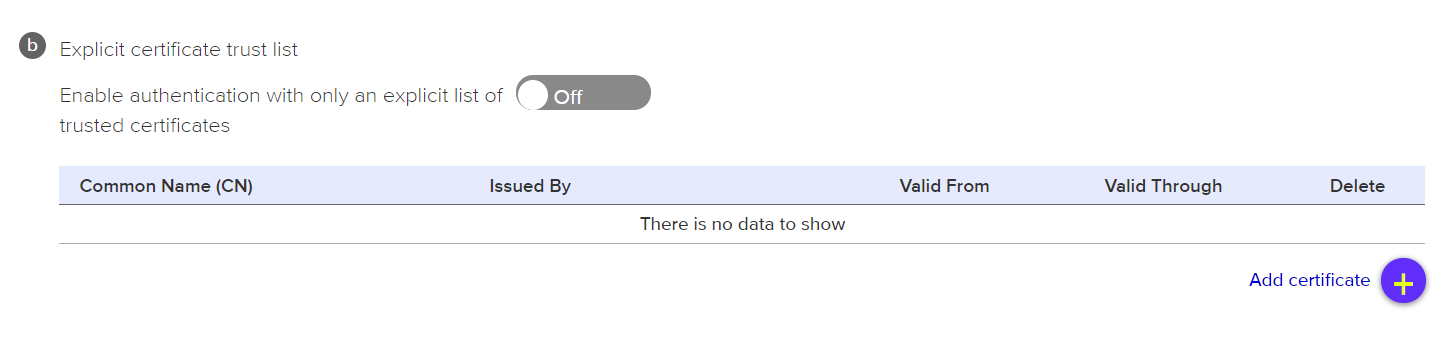 b Explicit certificate trust list
Enable authentication with only an explicit list of Off
trusted certificates
Common Name (CN) Issued By Valid From Valid Through Delete
There is no data to show
Add certificate +